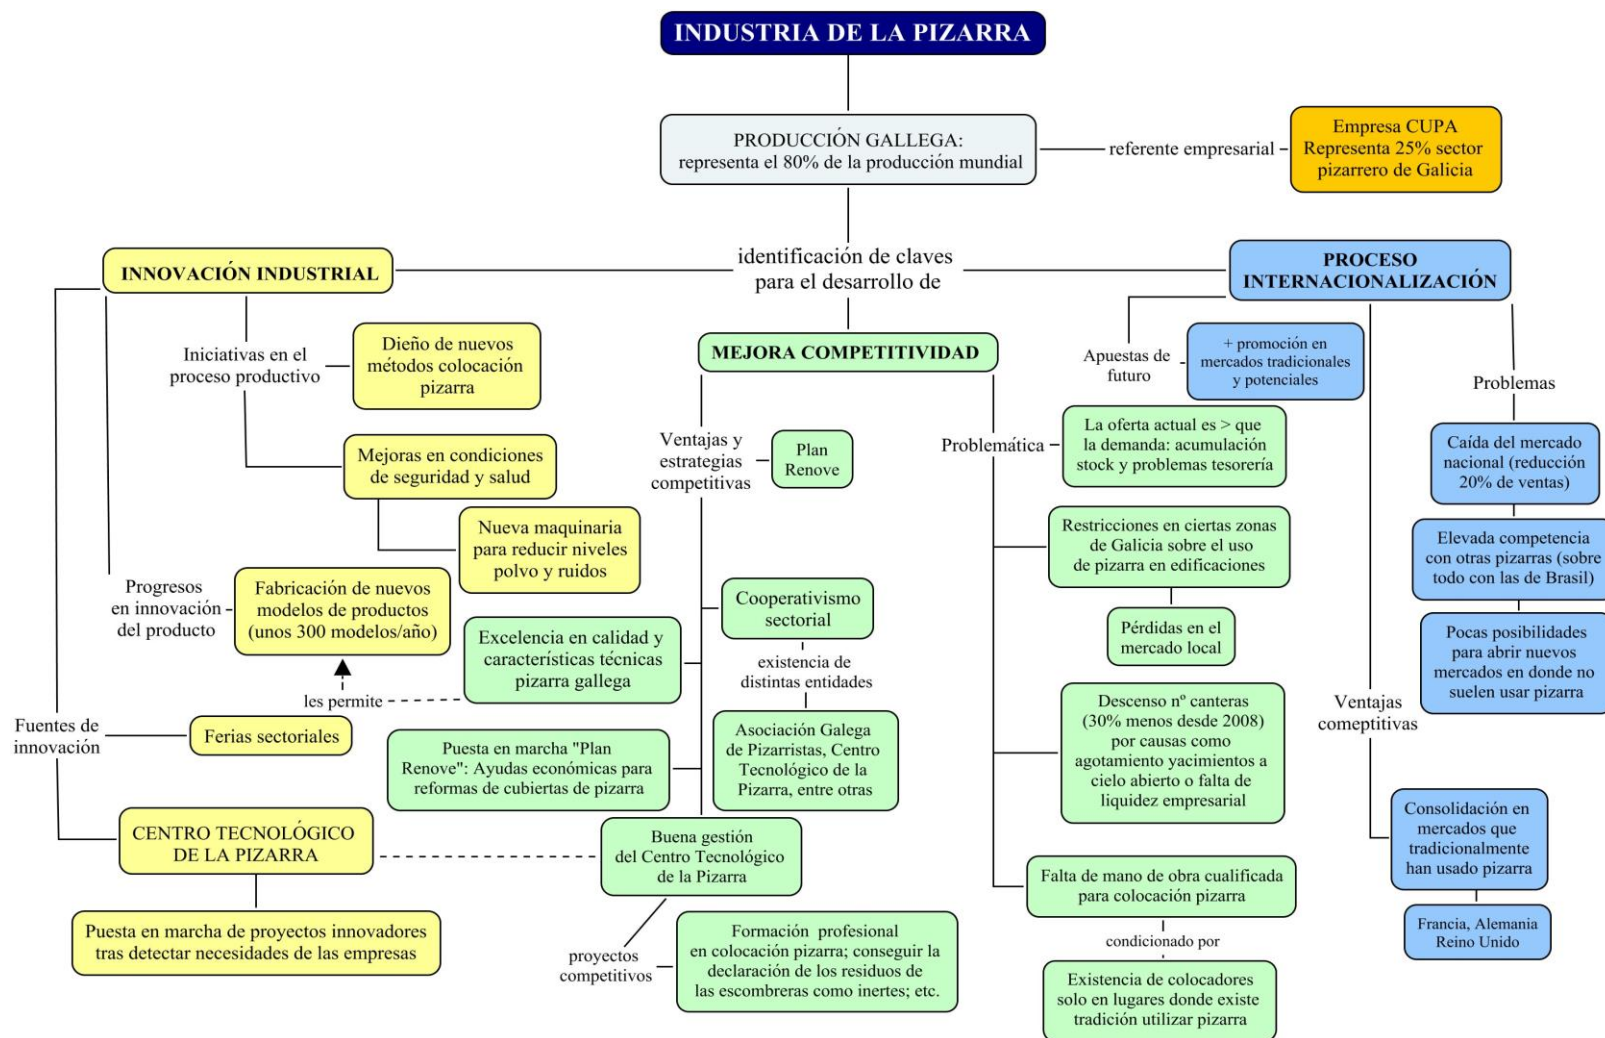 INDUSTRIA DE LA PIZARRA
PRODUCCIÓN GALLEGA:
representa el 80% de la producción mundial
referente empresarial
Empresa CUPA
Representa 25% sector
pizarrero de Galicia
identificación de claves
para el desarrollo de
INNOVACIÓN INDUSTRIAL
Iniciativas en el
proceso productivo
Dieño de nuevos
métodos colocación
pizarra
Mejoras en condiciones
de seguridad y salud
Nueva maquinaria
para reducir niveles
polvo y ruidos
Progresos
en innovación
del producto
Fabricación de nuevos
modelos de productos
(unos 300 modelos/año)
les permite
Fuentes de
innovación
Ferias sectoriales
CENTRO TECNOLÓGICO
DE LA PIZARRA
Puesta en marcha de proyectos innovadores
tras detectar necesidades de las empresas
MEJORA COMPETITIVIDAD
Ventajas y
estrategias
competitivas
Plan
Renove
Cooperativismo
sectorial
existencia de
distintas entidades
Asociación Galega
de Pizarristas, Centro
Tecnológico de la
Pizarra, entre otras
Excelencia en calidad y
características técnicas
pizarra gallega
Puesta en marcha "Plan
Renove": Ayudas económicas para
reformas de cubiertas de pizarra
Buena gestión
del Centro Tecnológico
de la Pizarra
proyectos
competitivos
Formación profesional
en colocación pizarra; conseguir la
declaración de los residuos de
las escombreras como inertes; etc.
Problemática
La oferta actual es > que
la demanda: acumulación
stock y problemas tesorería
Restricciones en ciertas zonas
de Galicia sobre el uso
de pizarra en edificaciones
Pérdidas en el
mercado local
Descenso nº canteras
(30% menos desde 2008)
por causas como
agotamiento yacimientos a
cielo abierto o falta de
liquidez empresarial
Falta de mano de obra cualificada
para colocación pizarra
condicionado por
Existencia de colocadores
solo en lugares donde existe
tradición utilizar pizarra
PROCESO
INTERNACIONALIZACIÓN
Apuestas de
futuro
+ promoción en
mercados tradicionales
y potenciales
Problemas
Caída del mercado
nacional (reducción
20% de ventas)
Elevada competencia
con otras pizarras (sobre
todo con las de Brasil)
Pocas posibilidades
para abrir nuevos
mercados en donde no
suelen usar pizarra
Ventajas
comeptitivas
Consolidación en
mercados que
tradicionalmente
han usado pizarra
Francia, Alemania
Reino Unido